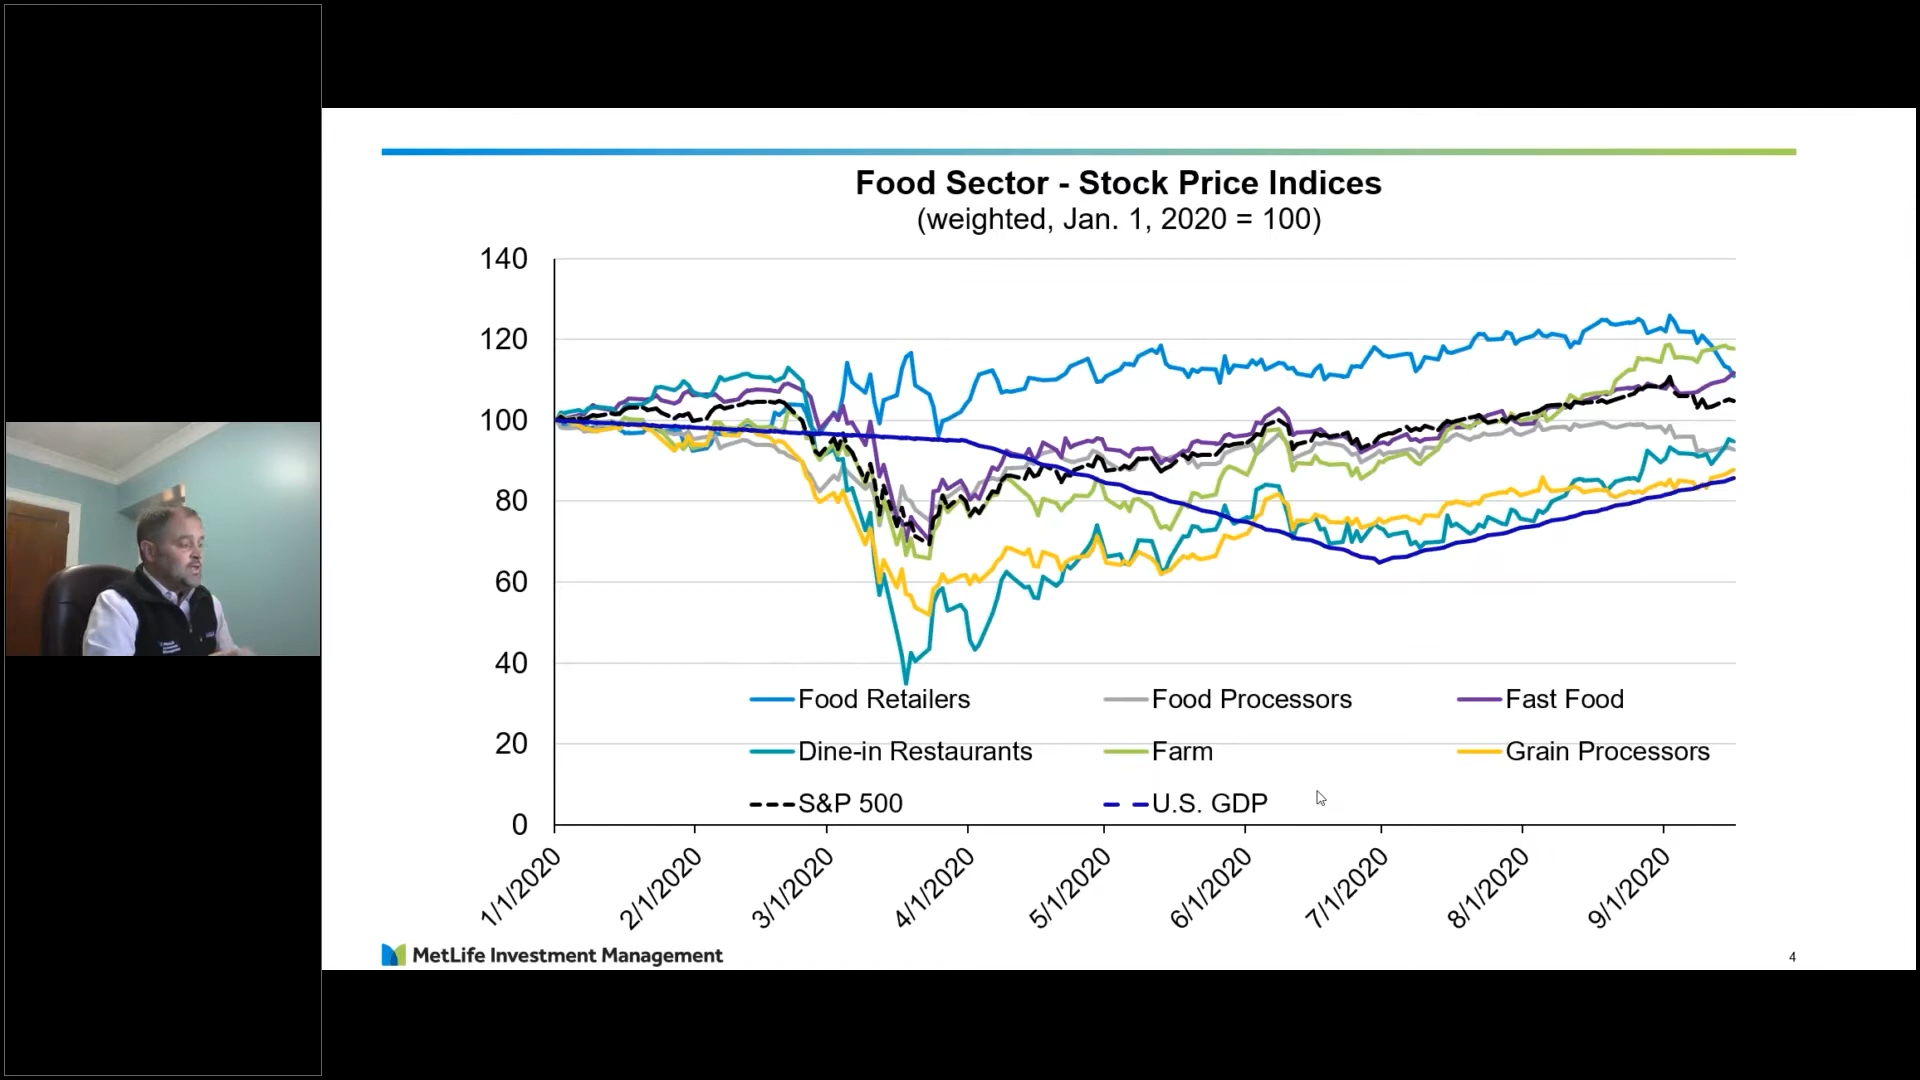 Food Sector - Stock Price Indices
(weighted, Jan. 1, 2020 = 100)
140
120
100
80
60
40
20
0
Food Retailers Food Processors Fast Food
Dine-in Restaurants Farm Grain Processors
S&P 500 U.S. GDP
1/1/2020 2/1/2020 3/1/2020 4/1/2020 5/1/2020 6/1/2020 7/1/2020 8/1/2020 9/1/2020
MetLife Investment Management
4